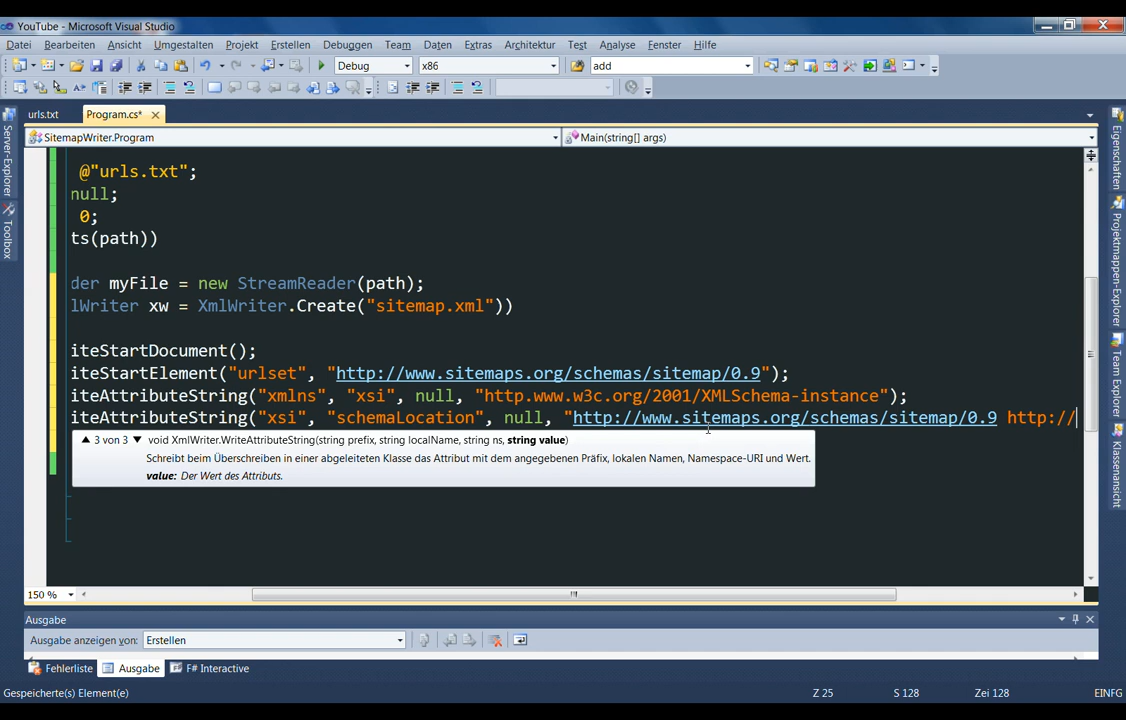 YouTube - Microsoft Visual Studio
Datei Bearbeiten Ansicht Umgestalten Projekt Erstellen Debuggen Team Daten Extras Architektur Test Analyse Fenster Hilfe
Debug x86 add
urls.txt Program.cs*
SitemapWriter.Program Main(string[] args)
Server-Explorer
Toolbox
@"urls.txt";
null;
0;
ts(path))
der myFile = new StreamReader(path);
lWriter xw = XmlWriter.Create("sitemap.xml"))
iteStartDocument();
iteStartElement("urlset", "http://www.sitemaps.org/schemas/sitemap/0.9");
iteAttributeString("xmlns", "xsi", null, "http.www.w3c.org/2001/XMLSchema-instance");
iteAttributeString("xsi", "schemaLocation", null, "http://www.sitemaps.org/schemas/sitemap/0.9 http://
▲ 3 von 3 ▼ void XmlWriter.WriteAttributeString(string prefix, string localName, string ns, string value)
Schreibt beim Überschreiben in einer abgeleiteten Klasse das Attribut mit dem angegebenen Präfix, lokalen Namen, Namespace-URI und Wert.
value: Der Wert des Attributs.
Eigenschaften
Projektmappen-Explorer
Team Explorer
Klassenansicht
150 %
Ausgabe
Ausgabe anzeigen von: Erstellen
Fehlerliste Ausgabe F# Interactive
Gespeicherte(s) Element(e) Z 25 S 128 Zei 128 EINFG